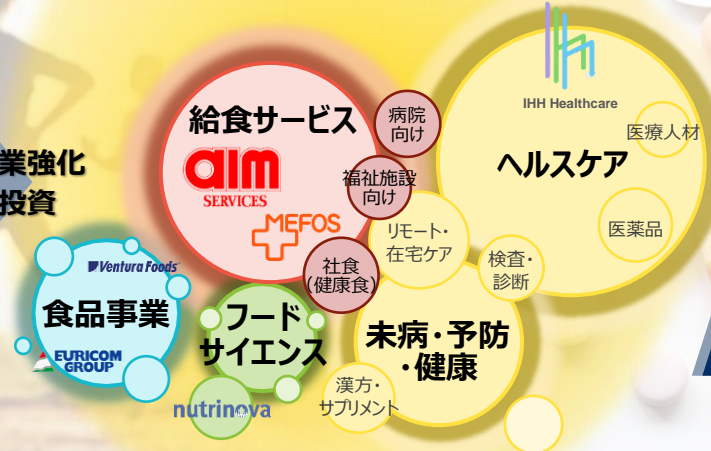 業強化
投資
給食サービス
aim
SERVICES
MEFOS
病院
向け
福祉施設
向け
社食
(健康食)
IHH Healthcare
ヘルスケア
医療人材
医薬品
リモート・
在宅ケア
検査・
診断
Ventura Foods
食品事業
EURICOM
GROUP
フード
サイエンス
nutrinova
未病・予防
・健康
漢方・
サプリメント